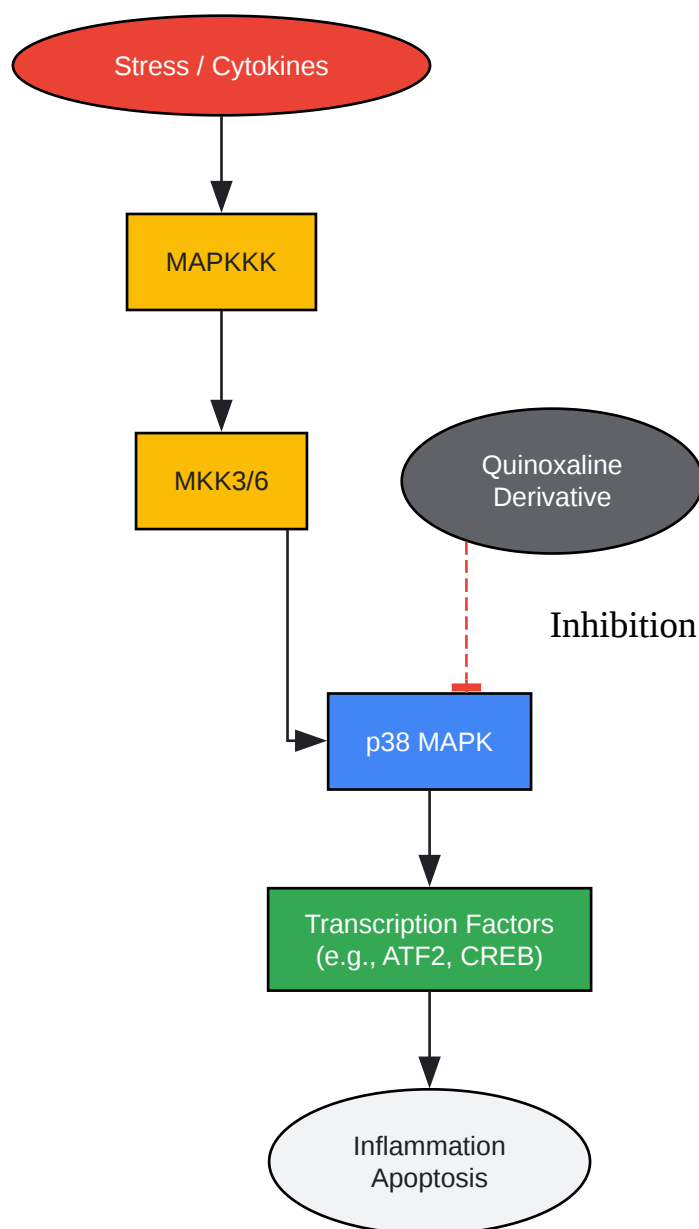 Stress / Cytokines
MAPKKK
MKK3/6
Quinoxaline
Derivative
Inhibition
p38 MAPK
Transcription Factors
(e.g., ATF2, CREB)
Inflammation
Apoptosis